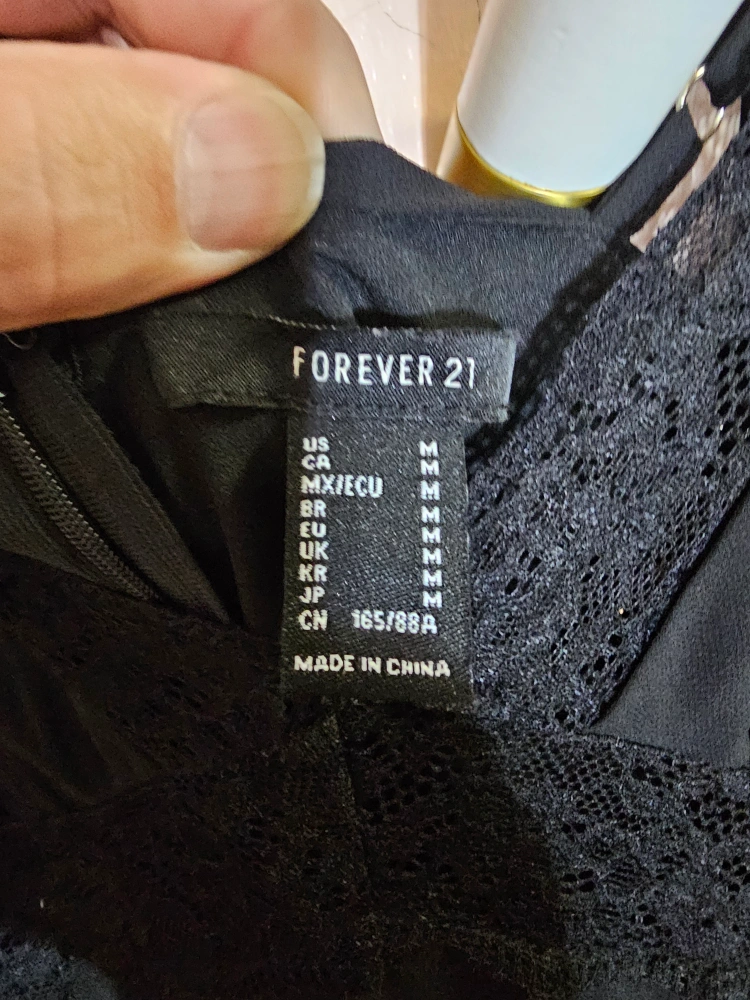 FOREVER 21
US M
CA M
MX/ECU M
BR M
EU M
UK M
KR M
JP M
CN 165/88A
MADE IN CHINA